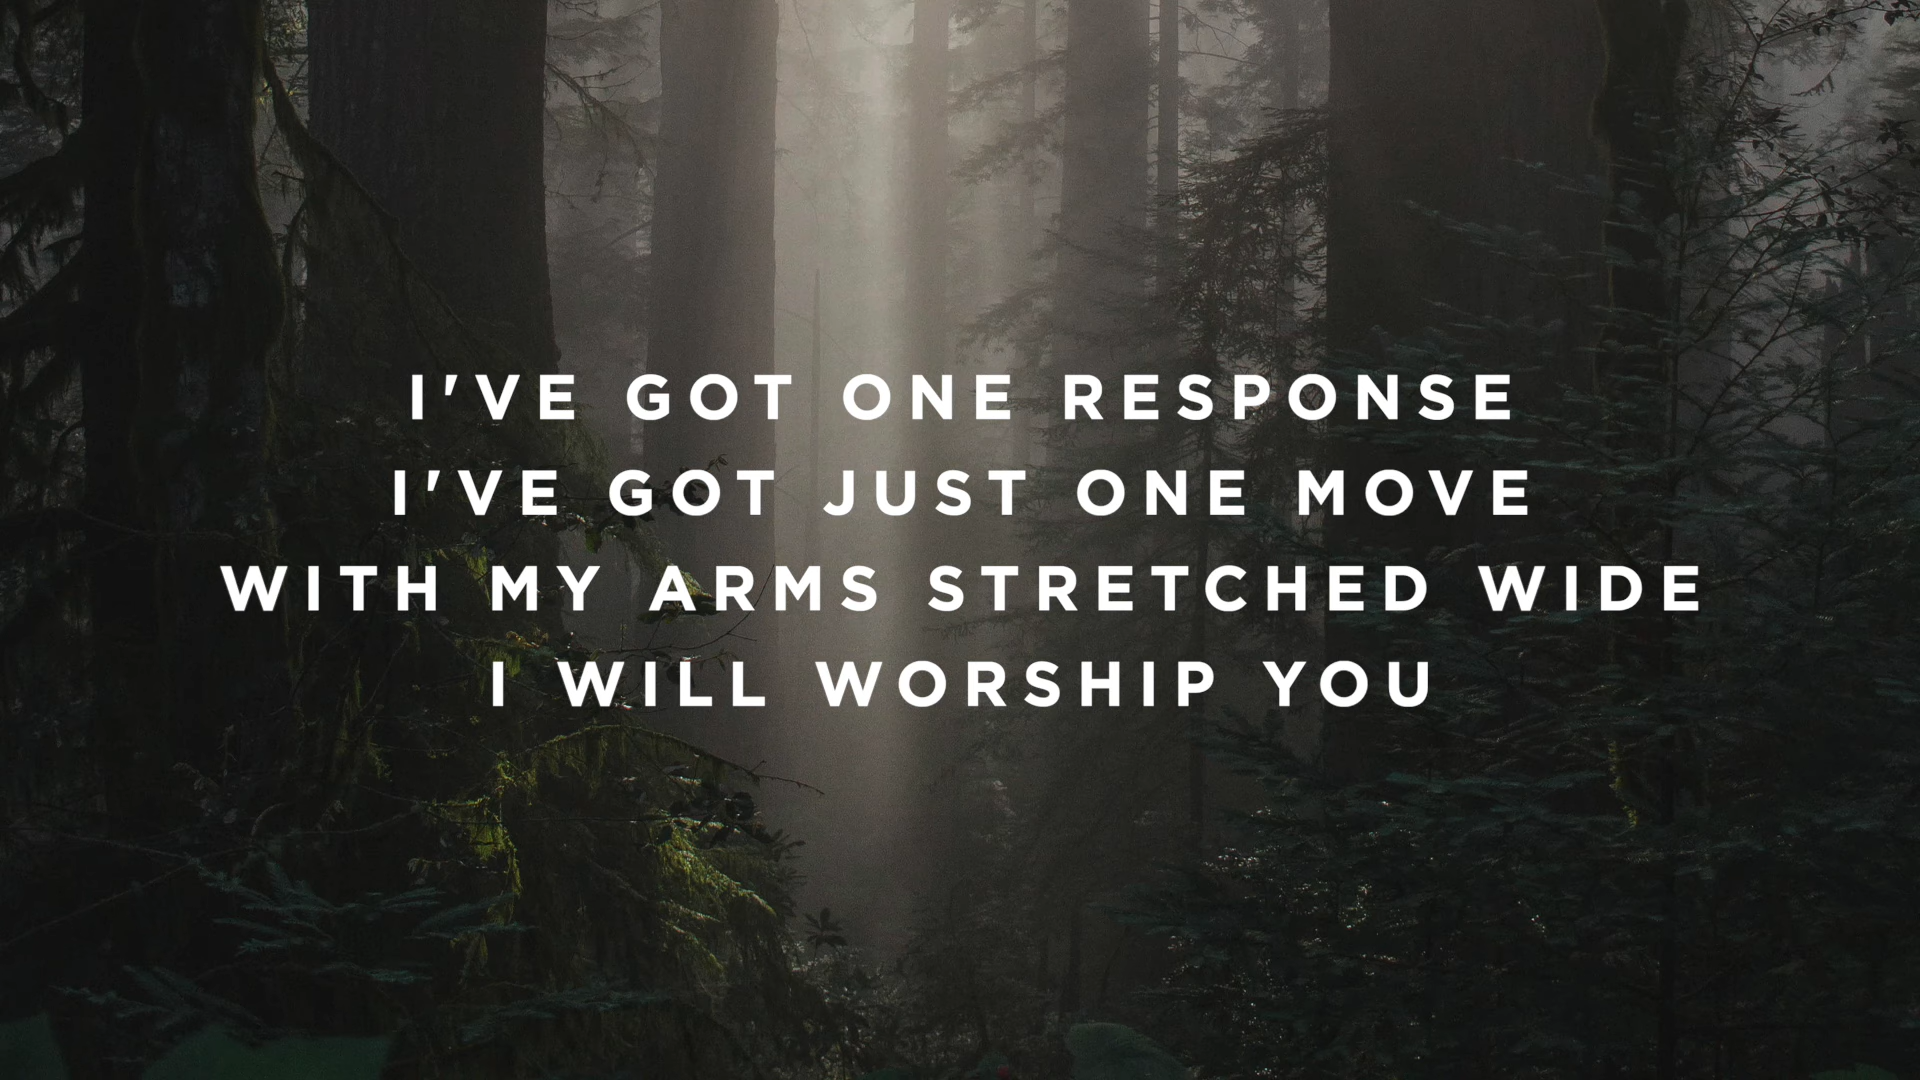 I'VE GOT ONE RESPONSE
I'VE GOT JUST ONE MOVE
WITH MY ARMS STRETCHED WIDE
I WILL WORSHIP YOU